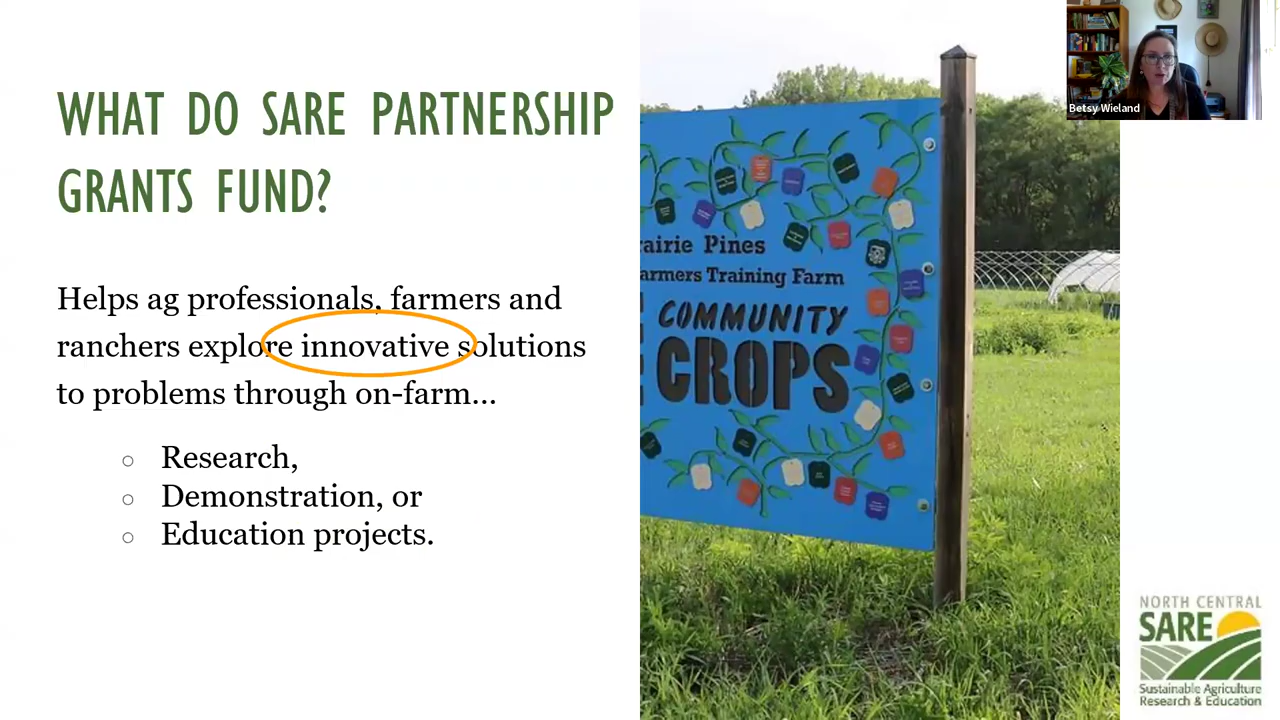 WHAT DO SARE PARTNERSHIP
GRANTS FUND?
Helps ag professionals, farmers and
ranchers explore innovative solutions
to problems through on-farm...
Research,
Demonstration, or
Education projects.
rairie Pines
armers Training Farm
COMMUNITY
CROPS
Betsy Wieland
NORTH CENTRAL
SARE
Sustainable Agriculture
Research & Education